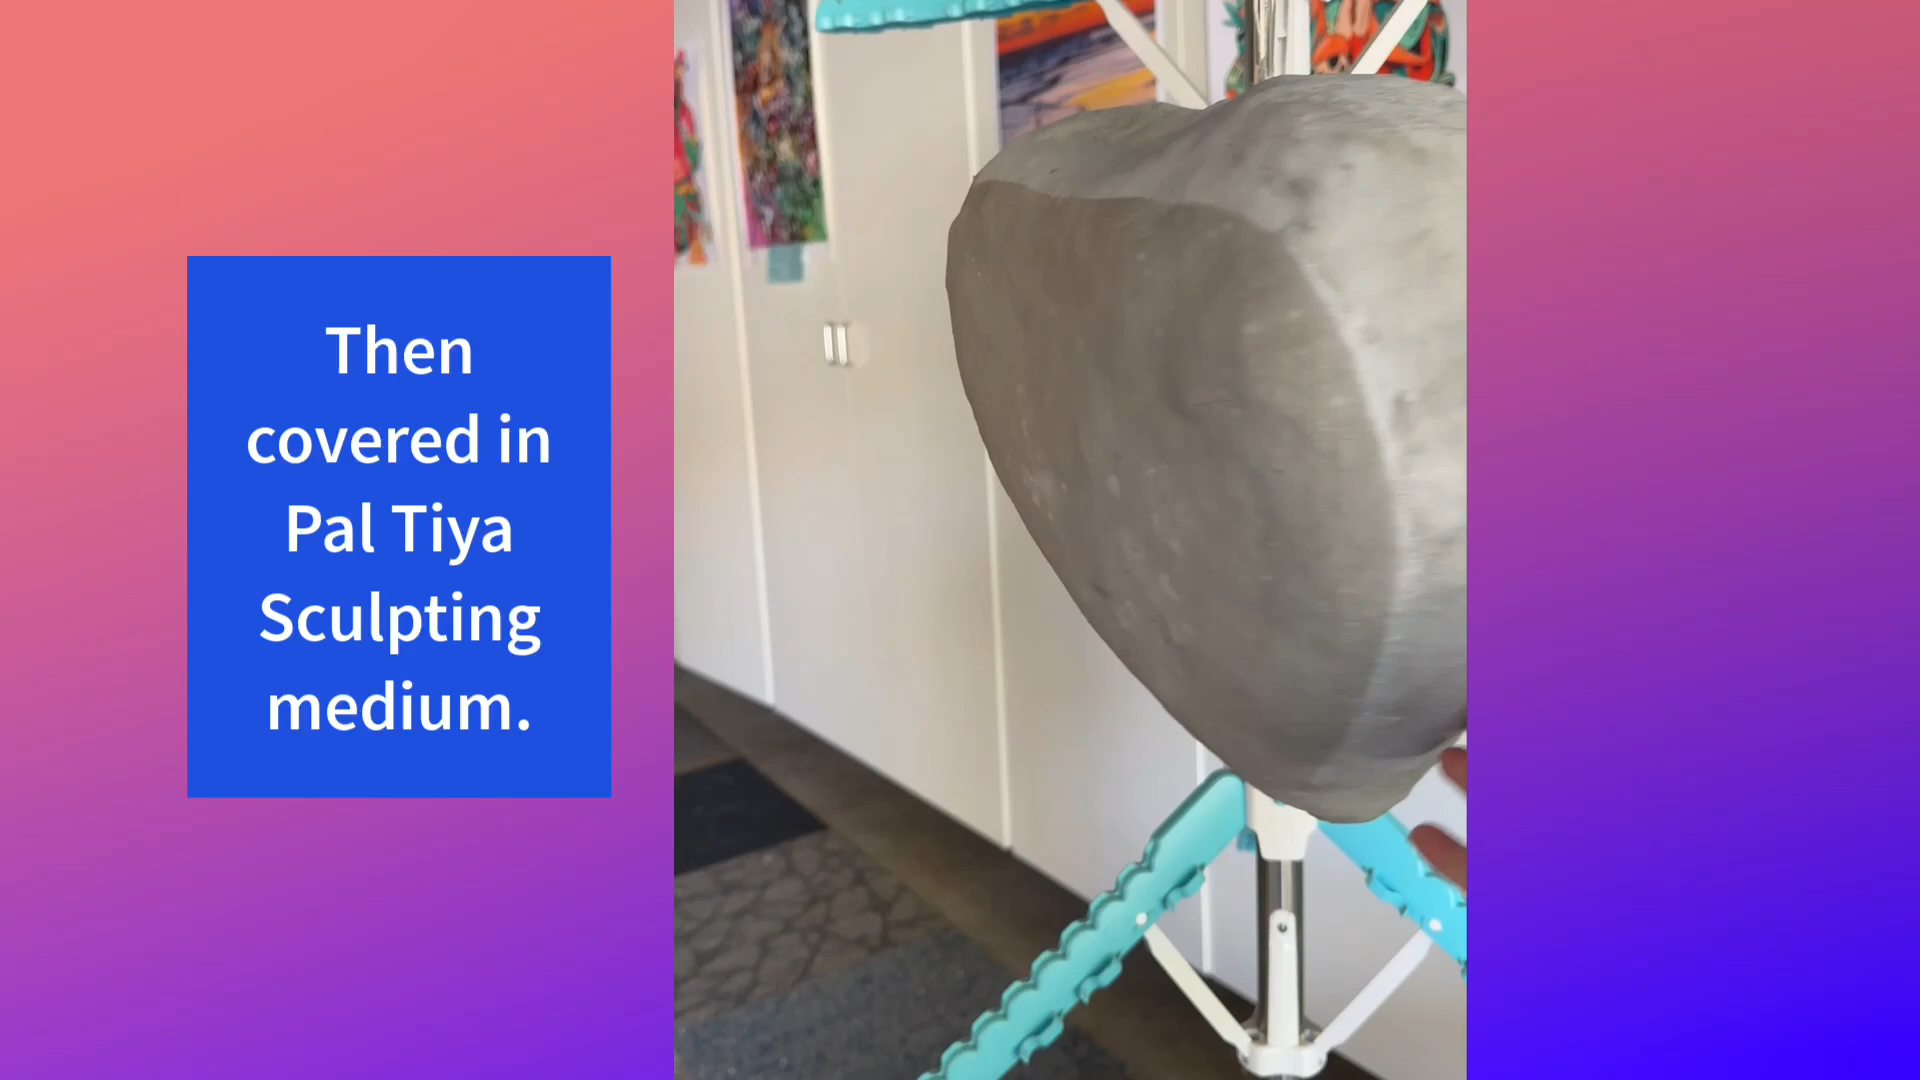 Then
covered in
Pal Tiya
Sculpting
medium.